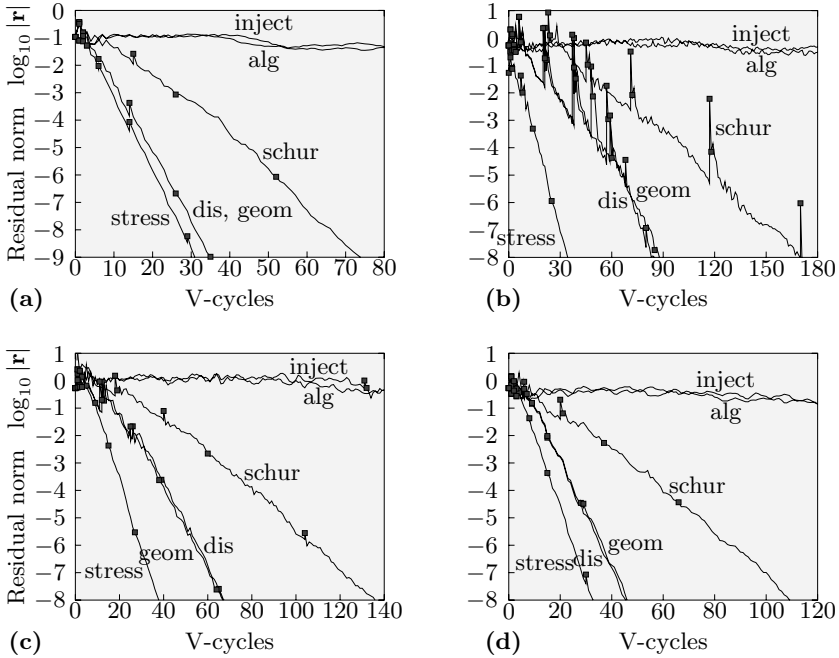 Residual norm log₁₀ |r|
0
−1
−2
−3
−4
−5
−6
−7
−8
−9
inject
alg
schur
dis, geom
stress
0 20 40 60 80
(a)
V-cycles
1
0
−1
−2
−3
−4
−5
−6
−7
−8
inject
alg
schur
dis geom
stress
0 30 60 90 120 150 180
(b)
V-cycles
Residual norm log₁₀ |r|
1
0
−1
−2
−3
−4
−5
−6
−7
−8
inject
alg
schur
dis
geom
stress
0 20 40 60 80 100 120 140
(c)
V-cycles
1
0
−1
−2
−3
−4
−5
−6
−7
−8
inject
alg
schur
geom
stress dis
0 20 40 60 80 100 120
(d)
V-cycles